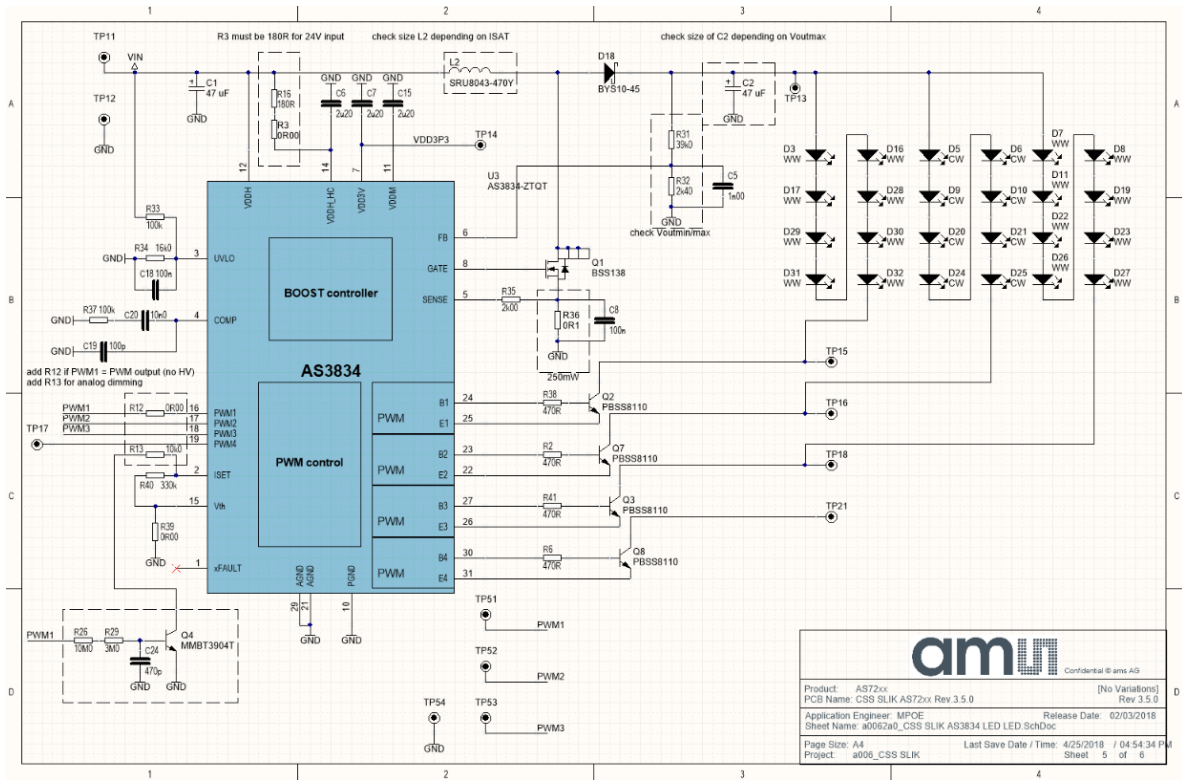 1 2 3 4
TP11
R3 must be 180R for 24V input
check size L2 depending on ISAT
check size of C2 depending on Voutmax
VIN
TP12
GND
C1
47 uF
GND
R16
180R
R3
0R00
GND
C6
2u20
GND
C7
2u20
GND
C15
2u20
L2
SRU8043-470Y
D18
BYS10-45
C2
47 uF
GND
TP13
VDD3P3
TP14
R31
39k0
R32
2k40
C5
1n00
GND
check Voutmin/max
U3
AS3834-ZTQT
12 14 7 11
VDDH
VDDH_HC
VDD3V
VDDM
D3
WW
D17
WW
D29
WW
D31
WW
D16
WW
D28
WW
D30
WW
D32
WW
D5
CW
D9
CW
D20
CW
D24
CW
D6
CW
D10
CW
D21
CW
D25
CW
D7
WW
D11
WW
D22
WW
D26
WW
D8
WW
D19
WW
D23
WW
D27
WW
A
A
B
B
C
C
D
D
R33
100k
R34 16k0
GND
C18 100n
3 UVLO
R37 100k
GND
C20 10n0
4 COMP
C19 100p
GND
BOOST controller
AS3834
FB 6
GATE 8
SENSE 5
R35
2k00
Q1
BSS138
R36
0R1
C8
100n
GND
250mW
add R12 if PWM1 = PWM output (no HV)
add R13 for analog dimming
PWM1
PWM2
PWM3
TP17
R12 0R00
16 PWM1
17 PWM2
18 PWM3
19 PWM4
R13 10k0
2 ISET
R40 330k
15 Vth
R39
0R00
GND
1 xFAULT
PWM control
PWM
PWM
PWM
PWM
B1 24
E1 25
B2 23
E2 22
B3 27
E3 26
B4 30
E4 31
R38
470R
Q2
PBSS8110
R2
470R
Q7
PBSS8110
R41
470R
Q3
PBSS8110
R6
470R
Q8
PBSS8110
TP15
TP16
TP18
TP21
AGND
AGND
PGND
29 21 10
GND
GND
PWM1
R26
10M0
R29
3M0
C24
470p
GND
Q4
MMBT3904T
GND
TP51
PWM1
TP52
PWM2
TP53
PWM3
TP54
GND
am
Confidential © ams AG
Product: AS72xx [No Variations]
PCB Name: CSS SLIK AS72xx Rev.3.5.0 Rev 3.5.0
Application Engineer: MPOE Release Date: 02/03/2018
Sheet Name: a0062a0_CSS SLIK AS3834 LED LED.SchDoc
Page Size: A4 Last Save Date / Time: 4/25/2018 / 04:54:34 PM
Project: a006_CSS SLIK Sheet 5 of 6
1 2 3 4